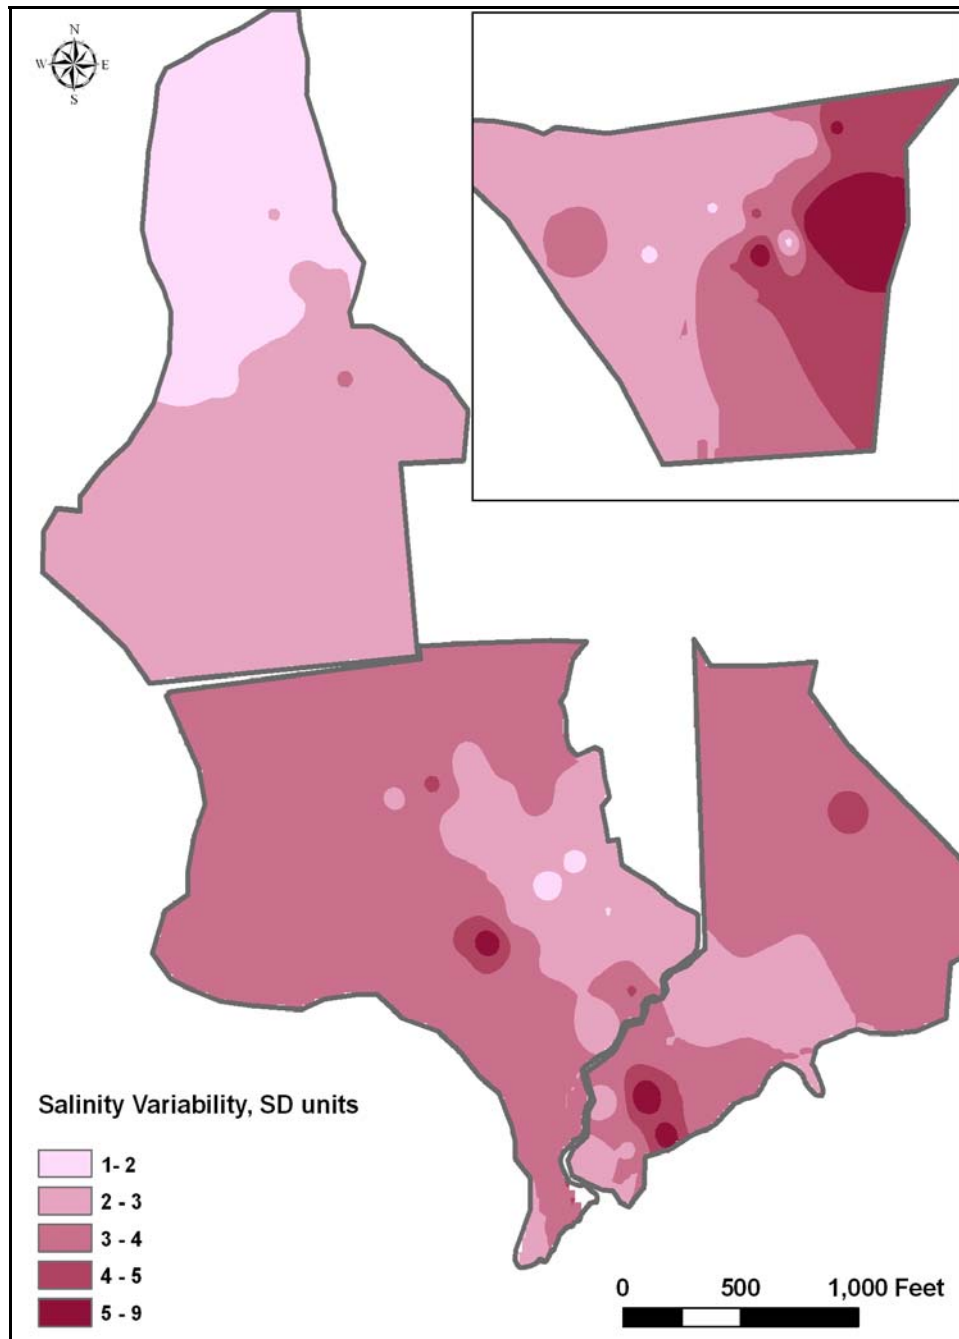 N
W E
S
Salinity Variability, SD units
1- 2
2 - 3
3 - 4
4 - 5
5 - 9
0 500 1,000 Feet